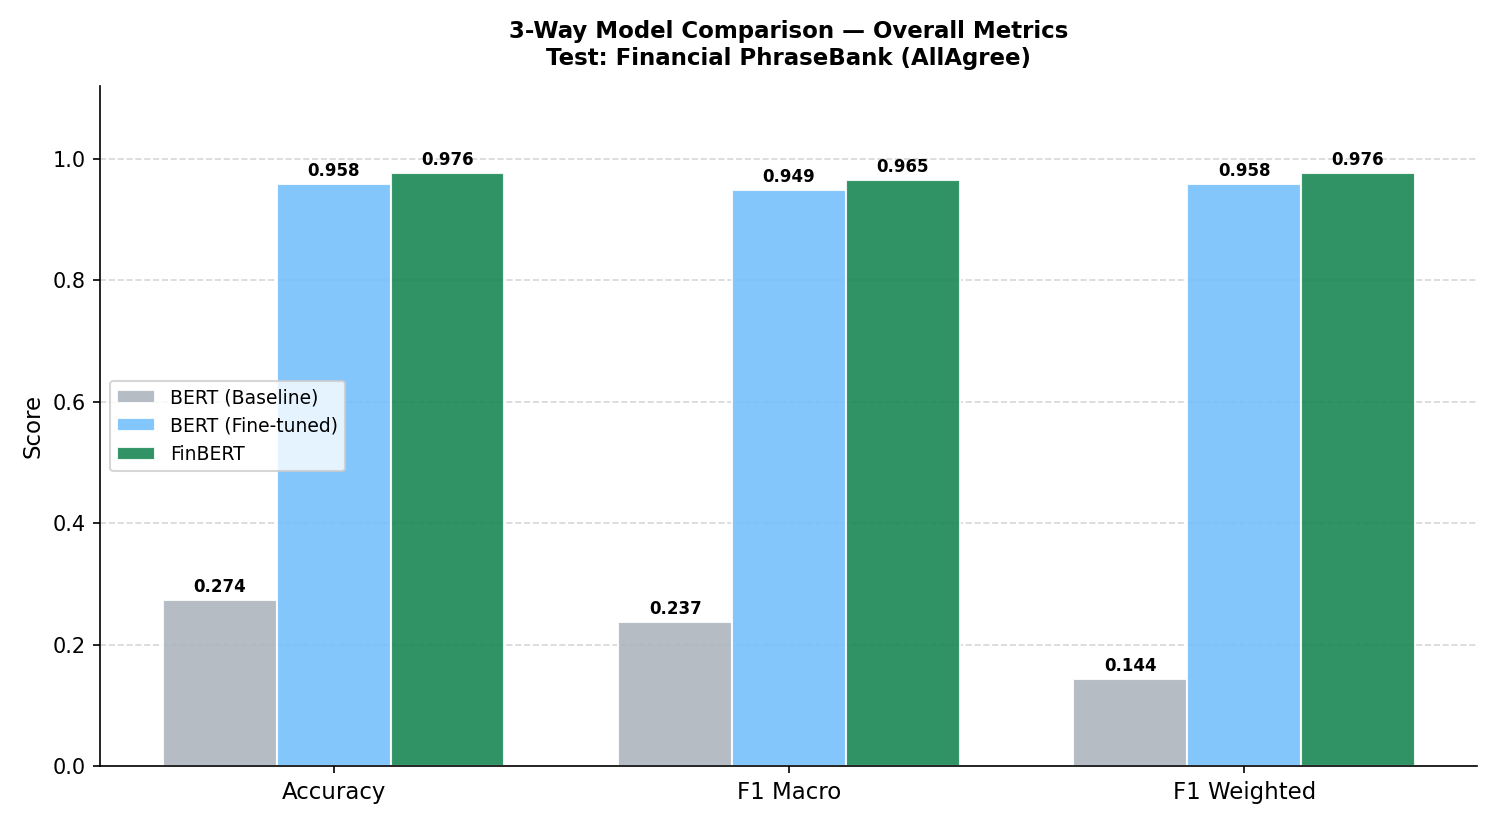 3-Way Model Comparison — Overall Metrics
Test: Financial PhraseBank (AllAgree)
Score
1.0
0.8
0.6
0.4
0.2
0.0
BERT (Baseline)
BERT (Fine-tuned)
FinBERT
0.274
0.958
0.976
0.237
0.949
0.965
0.144
0.958
0.976
Accuracy
F1 Macro
F1 Weighted